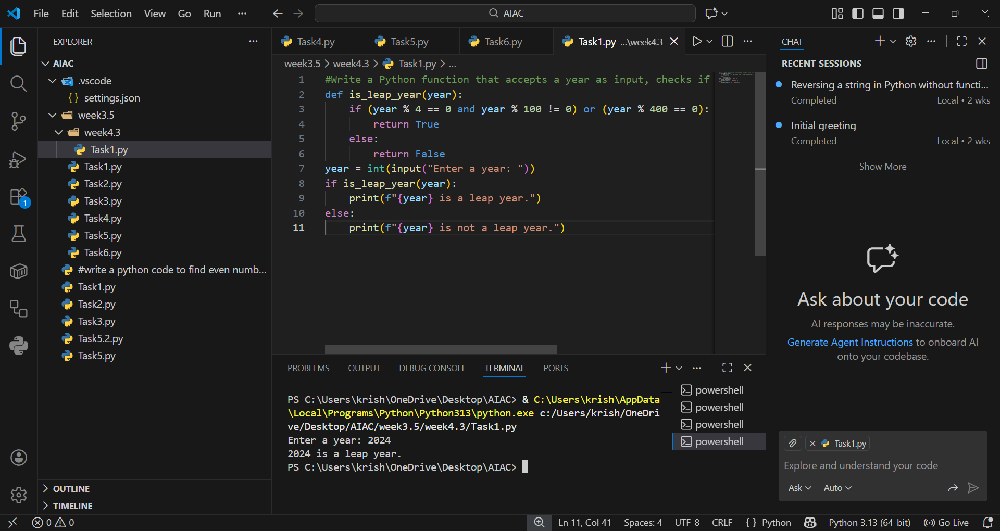 File Edit Selection View Go Run ···
AIAC
EXPLORER
AIAC
.vscode
{ } settings.json
week3.5
week4.3
Task1.py
Task1.py
Task2.py
Task3.py
Task4.py
Task5.py
Task6.py
#write a python code to find even numb...
Task1.py
Task2.py
Task3.py
Task5.2.py
Task5.py
OUTLINE
TIMELINE
1
Task4.py Task5.py Task6.py Task1.py ...\week4.3
week3.5 > week4.3 > Task1.py > ...
1 #Write a Python function that accepts a year as input, checks if
2 def is_leap_year(year):
3 if (year % 4 == 0 and year % 100 != 0) or (year % 400 == 0):
4 return True
5 else:
6 return False
7 year = int(input("Enter a year: "))
8 if is_leap_year(year):
9 print(f"{year} is a leap year.")
10 else:
11 print(f"{year} is not a leap year.")
PROBLEMS OUTPUT DEBUG CONSOLE TERMINAL PORTS
PS C:\Users\krish\OneDrive\Desktop\AIAC> & C:\Users\krish\AppData
\Local\Programs\Python\Python313\python.exe c:/Users/krish/OneDri
ve/Desktop/AIAC/week3.5/week4.3/Task1.py
Enter a year: 2024
2024 is a leap year.
PS C:\Users\krish\OneDrive\Desktop\AIAC>
powershell
powershell
powershell
powershell
CHAT
RECENT SESSIONS
Reversing a string in Python without functi...
Completed Local • 2 wks
Initial greeting
Completed Local • 2 wks
Show More
Ask about your code
AI responses may be inaccurate.
Generate Agent Instructions to onboard AI
onto your codebase.
Task1.py
Explore and understand your code
Ask Auto
0 0 Ln 11, Col 41 Spaces: 4 UTF-8 CRLF { } Python Python 3.13 (64-bit) Go Live